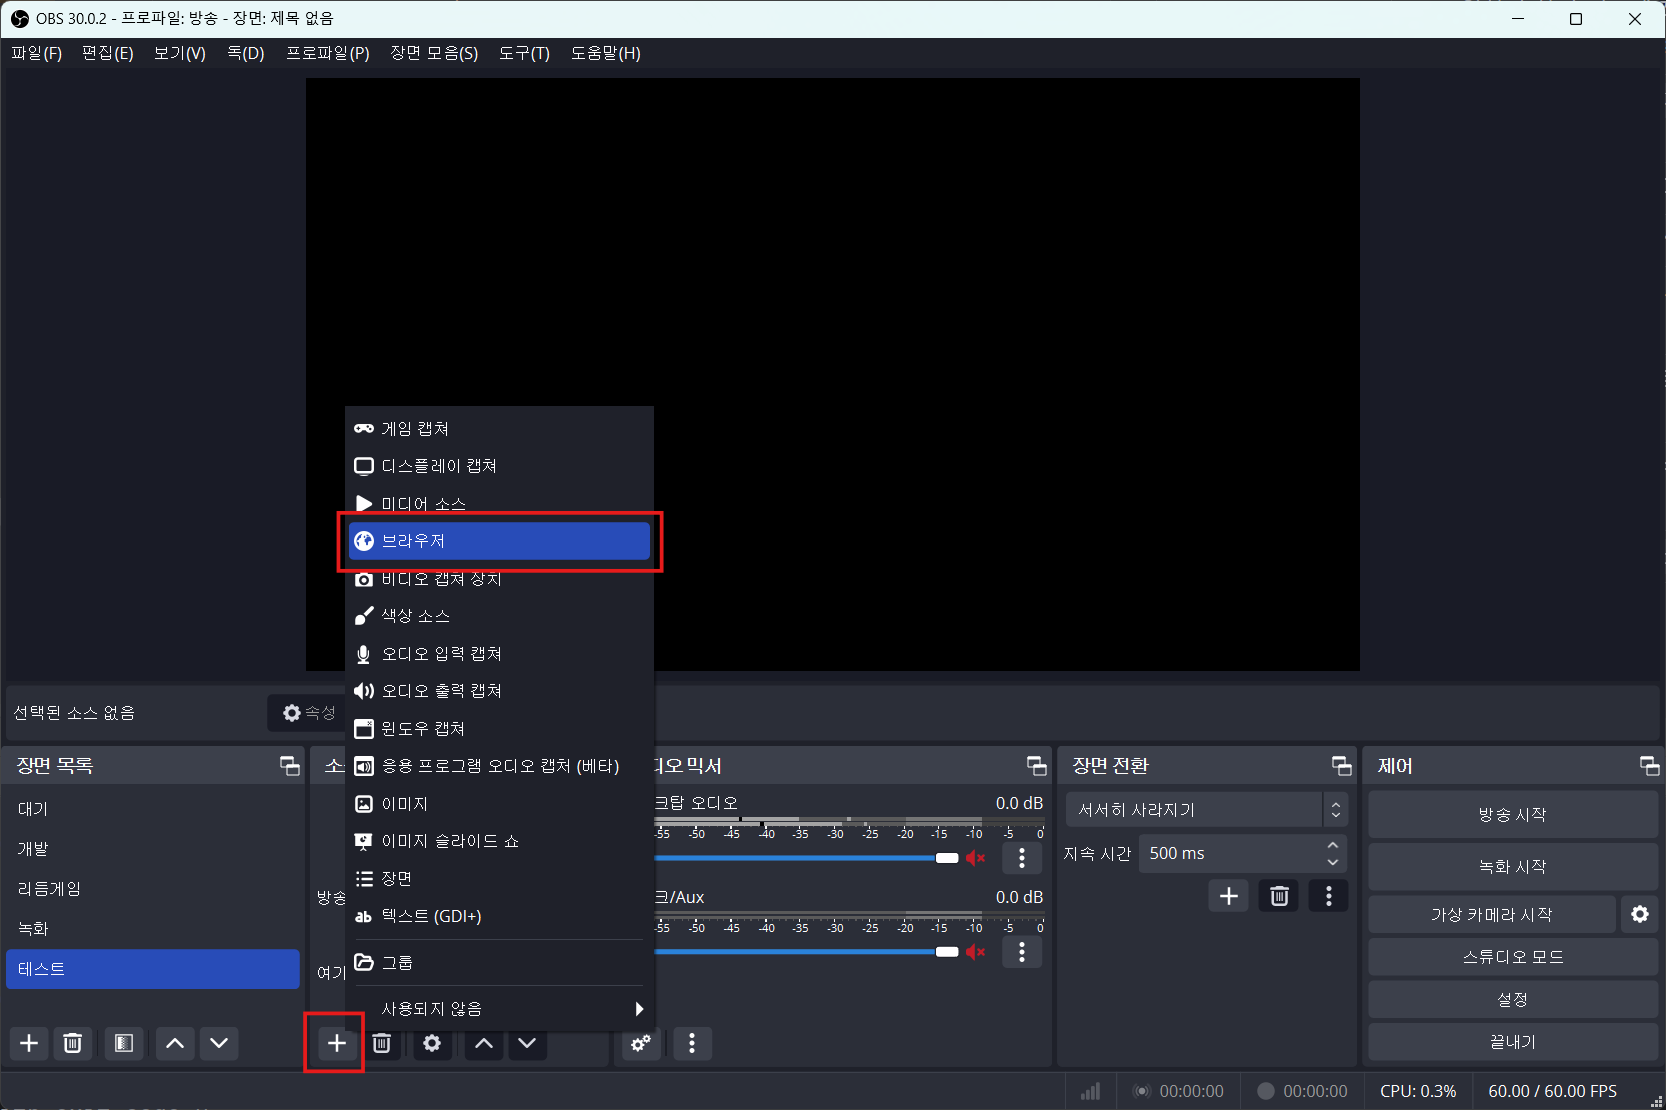 OBS 30.0.2 - 프로파일: 방송 - 장면: 제목 없음
파일(F) 편집(E) 보기(V) 독(D) 프로파일(P) 장면 모음(S) 도구(T) 도움말(H)
게임 캡쳐
디스플레이 캡쳐
미디어 소스
브라우저
비디오 캡쳐 장치
색상 소스
오디오 입력 캡쳐
오디오 출력 캡쳐
윈도우 캡쳐
응용 프로그램 오디오 캡처 (베타)
이미지
이미지 슬라이드 쇼
장면
ab 텍스트 (GDI+)
그룹
사용되지 않음
선택된 소스 없음
속성
장면 목록
대기
개발
리듬게임
녹화
테스트
방송
여기
디오 믹서
크탑 오디오 0.0 dB
-55 -50 -45 -40 -35 -30 -25 -20 -15 -10 -5 0
크/Aux 0.0 dB
-55 -50 -45 -40 -35 -30 -25 -20 -15 -10 -5 0
장면 전환
서서히 사라지기
지속 시간 500 ms
제어
방송 시작
녹화 시작
가상 카메라 시작
스튜디오 모드
설정
끝내기
00:00:00 00:00:00 CPU: 0.3% 60.00 / 60.00 FPS